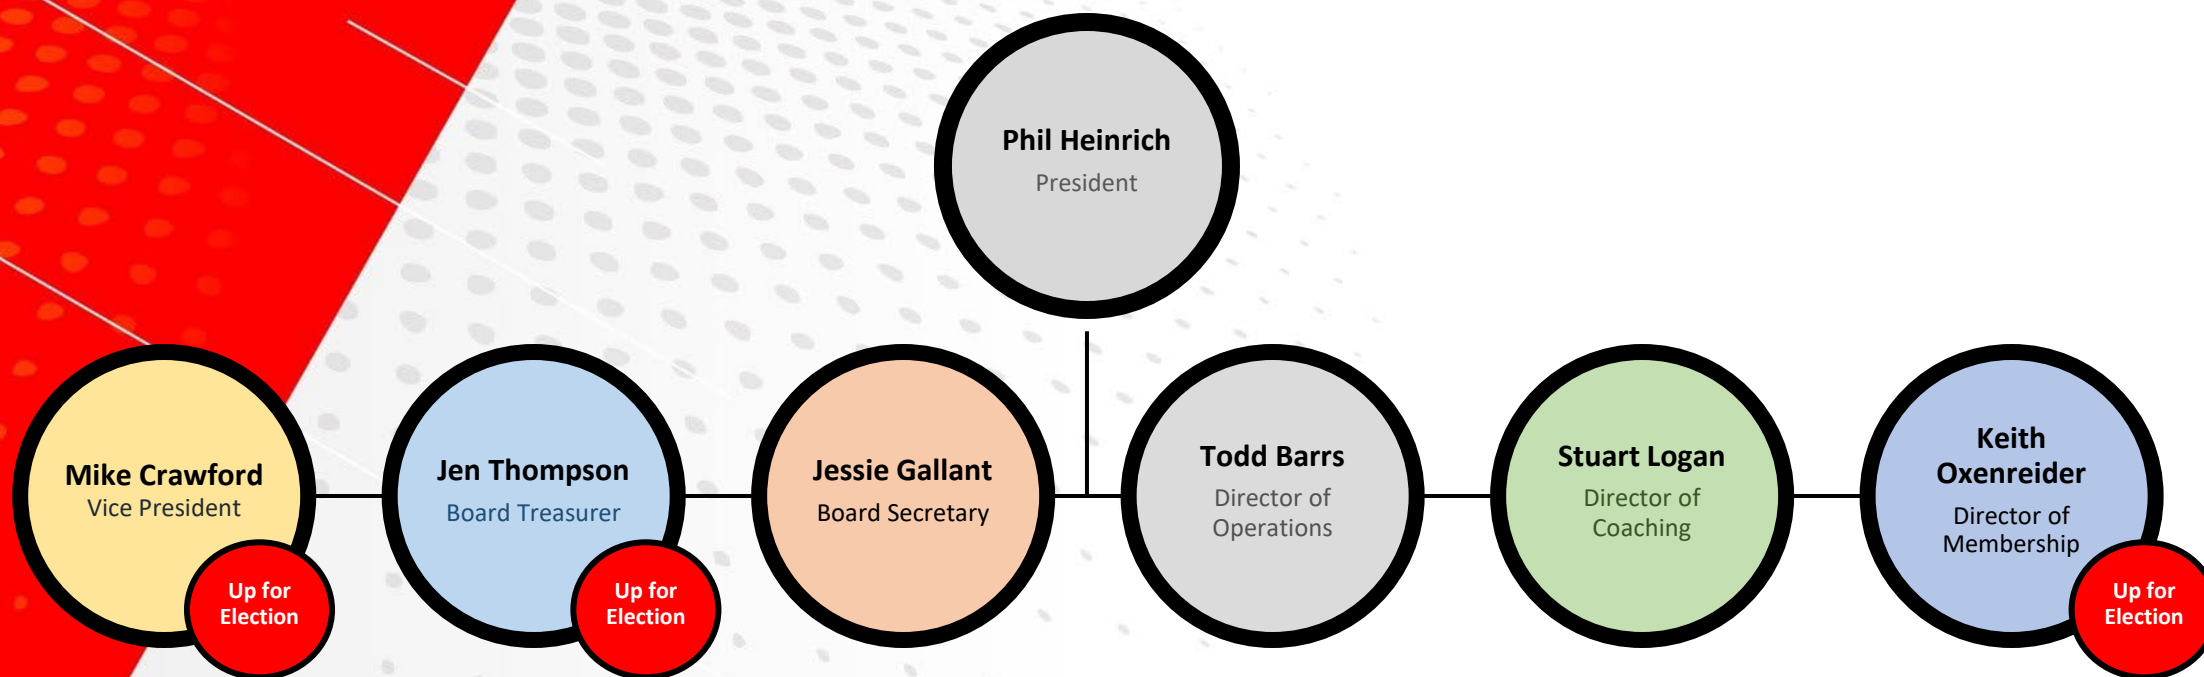 Phil Heinrich
President
Mike Crawford
Vice President
Up for
Election
Jen Thompson
Board Treasurer
Up for
Election
Jessie Gallant
Board Secretary
Todd Barrs
Director of
Operations
Stuart Logan
Director of
Coaching
Keith
Oxenreider
Director of
Membership
Up for
Election